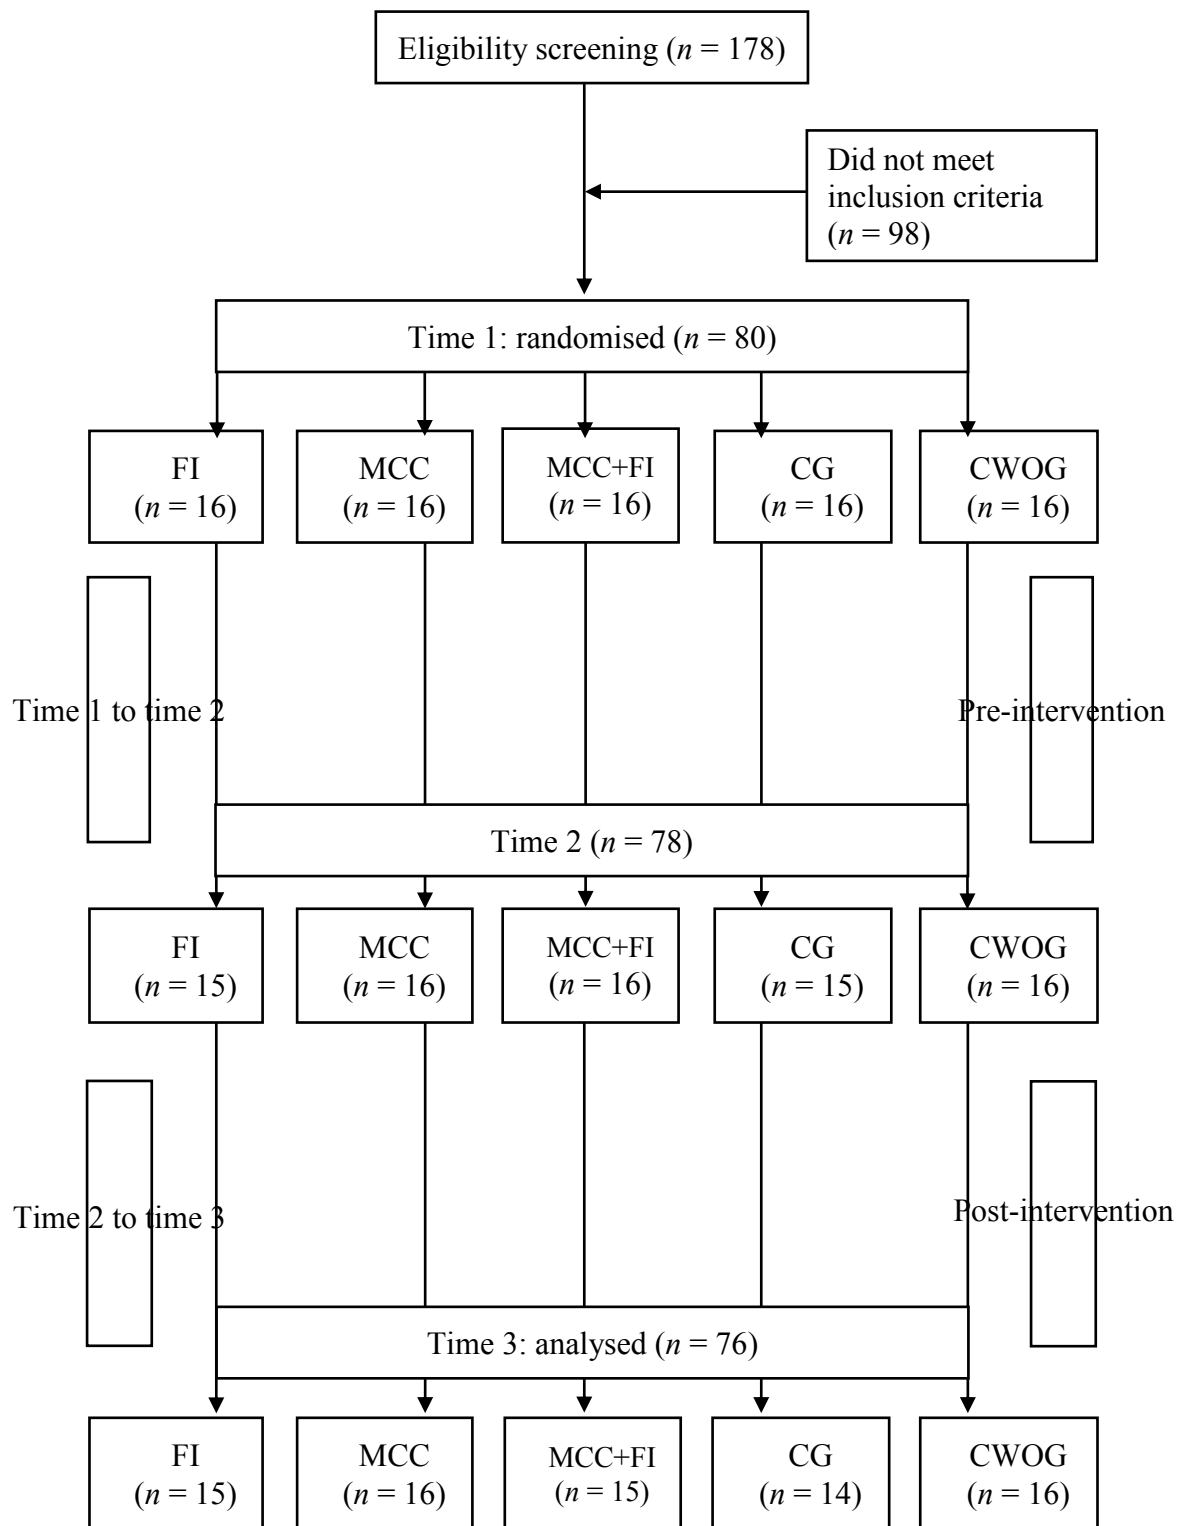 Eligibility screening (n = 178)
Did not meet
inclusion criteria
(n = 98)
Time 1: randomised (n = 80)
FI
(n = 16)
MCC
(n = 16)
MCC+FI
(n = 16)
CG
(n = 16)
CWOG
(n = 16)
Time 1 to time 2
Pre-intervention
Time 2 (n = 78)
FI
(n = 15)
MCC
(n = 16)
MCC+FI
(n = 16)
CG
(n = 15)
CWOG
(n = 16)
Time 2 to time 3
Post-intervention
Time 3: analysed (n = 76)
FI
(n = 15)
MCC
(n = 16)
MCC+FI
(n = 15)
CG
(n = 14)
CWOG
(n = 16)